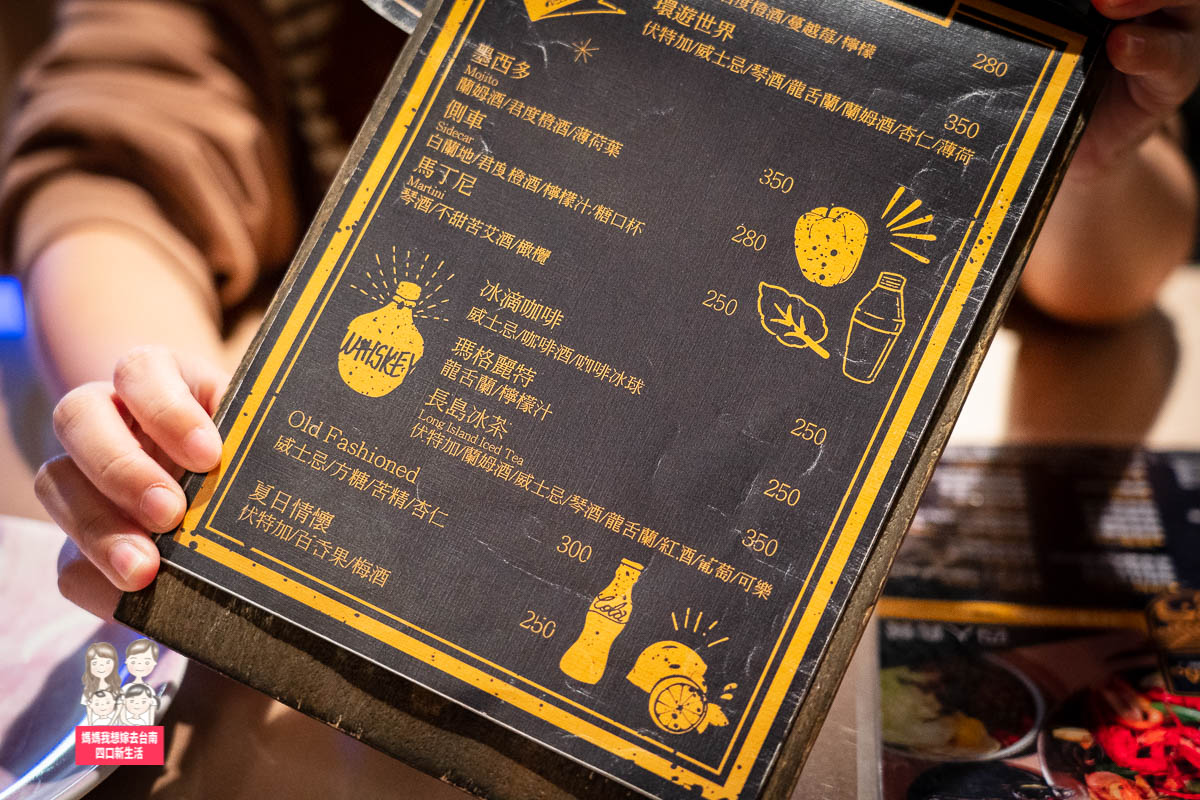 橙酒/蔓越莓/檸檬
280
環遊世界
伏特加/威士忌/琴酒/龍舌蘭/蘭姆酒/杏仁/薄荷
350
墨西多
Mojito
蘭姆酒/君度橙酒/薄荷葉
350
側車
Sidecar
白蘭地/君度橙酒/檸檬汁/糖口杯
280
馬丁尼
Martini
琴酒/不甜苦艾酒/橄欖
250
冰滴咖啡
威士忌/咖啡酒/咖啡冰球
250
WHISKEY
瑪格麗特
龍舌蘭/檸檬汁
250
長島冰茶
Long Island Iced Tea
伏特加/蘭姆酒/威士忌/琴酒/龍舌蘭/紅酒/葡萄/可樂
350
Old Fashioned
威士忌/方糖/苦精/杏仁
300
夏日情懷
伏特加/百香果/梅酒
250
Cola
媽媽我想嫁去台南
四口新生活